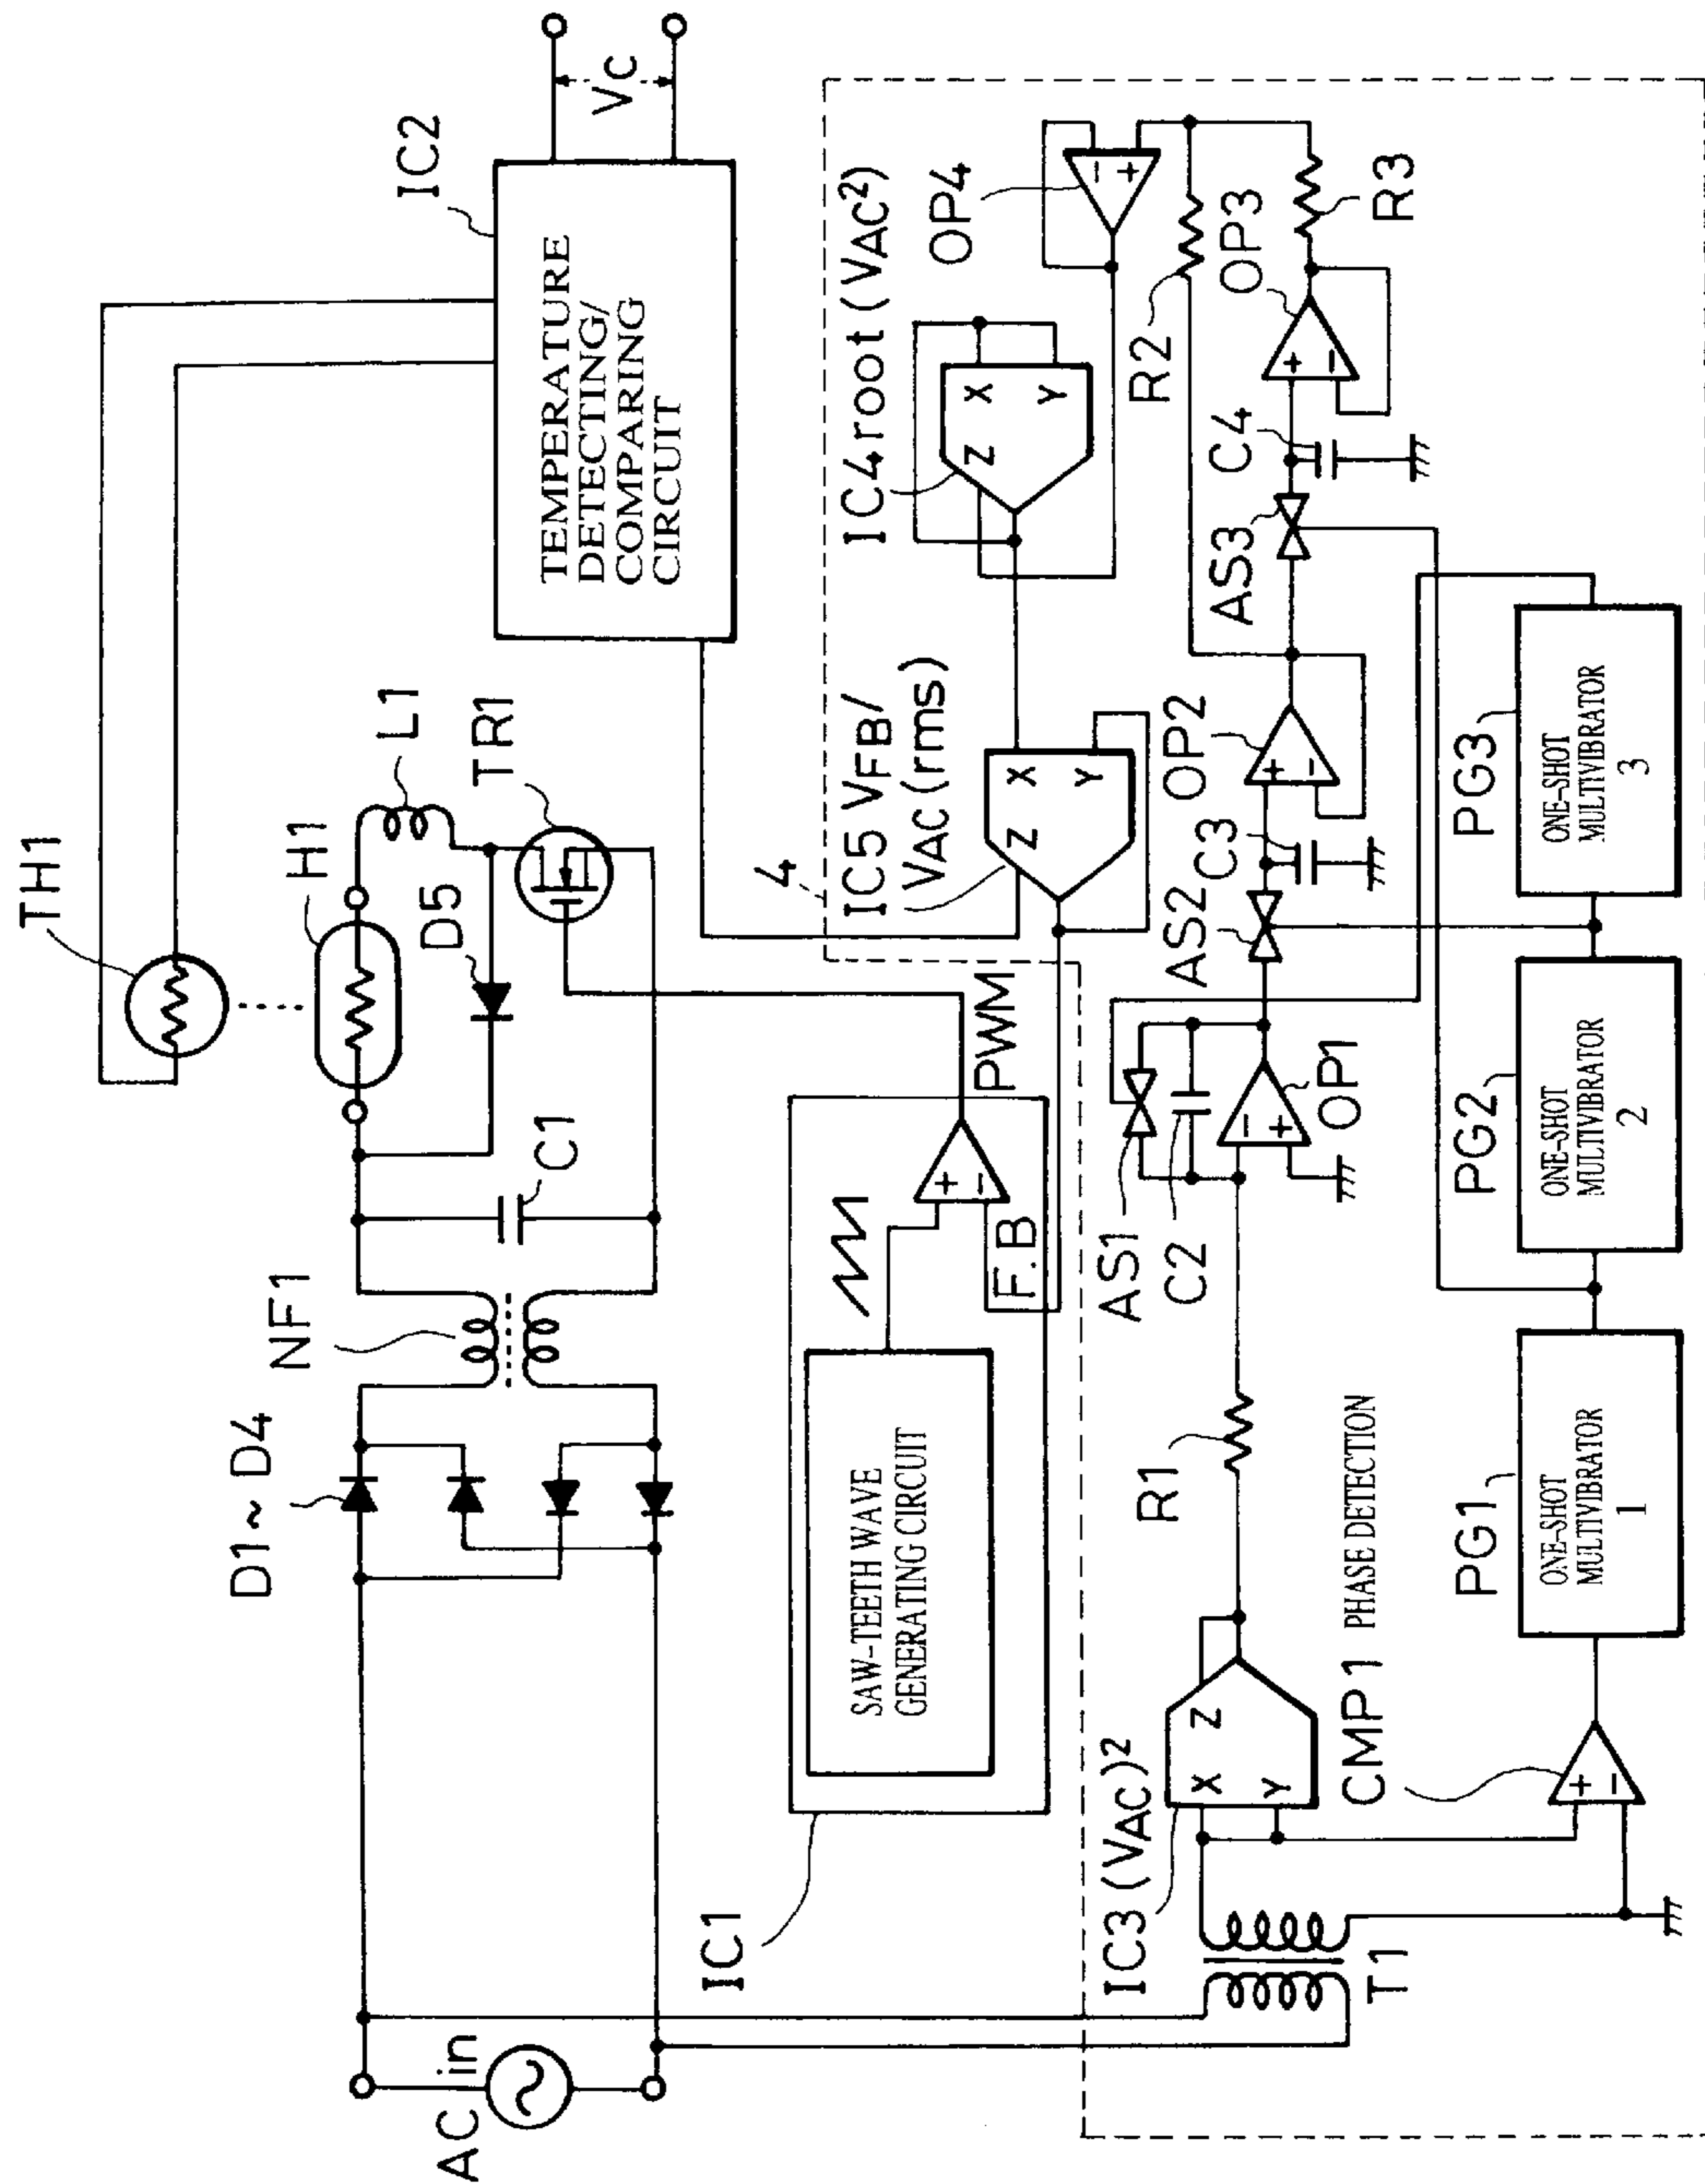 TH1
H1
L1
D5
TR1
IC2
TEMPERATURE
DETECTING/
COMPARING
CIRCUIT
VC
AC in
D1~D4
NF1
C1
IC1
SAW-TEETH WAVE
GENERATING CIRCUIT
+
-
F.B
PWM
4
IC5 VFB/
VAC(rms)
Z
X
Y
IC4root(VAC²)
Z
X
Y
OP4
-
+
R2
IC3(VAC)²
X
Y
Z
T1
R1
AS1
C2
-
+
OP1
AS2
C3
+
-
OP2
AS3
C4
+
-
OP3
R3
CMP1
PHASE DETECTION
+
-
PG1
ONE-SHOT
MULTIVIBRATOR
1
PG2
ONE-SHOT
MULTIVIBRATOR
2
PG3
ONE-SHOT
MULTIVIBRATOR
3